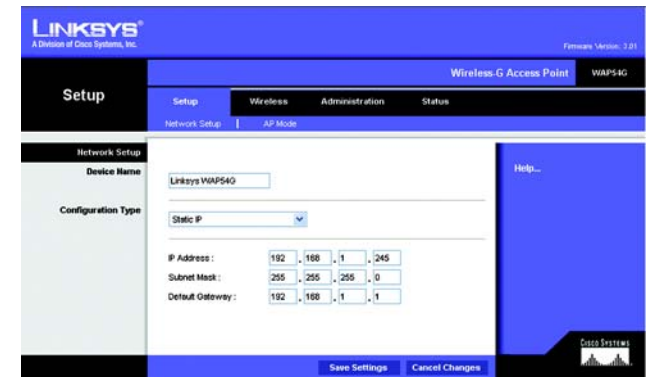 LINKSYS®
A Division of Cisco Systems, Inc.
Firmware Version: 3.01
Wireless-G Access Point WAP54G
Setup
Setup Wireless Administration Status
Network Setup | AP Mode
Network Setup
Device Name
Linksys WAP54G
Help...
Configuration Type
Static IP
IP Address : 192 . 168 . 1 . 245
Subnet Mask : 255 . 255 . 255 . 0
Default Gateway : 192 . 168 . 1 . 1
Save Settings Cancel Changes
CISCO SYSTEMS